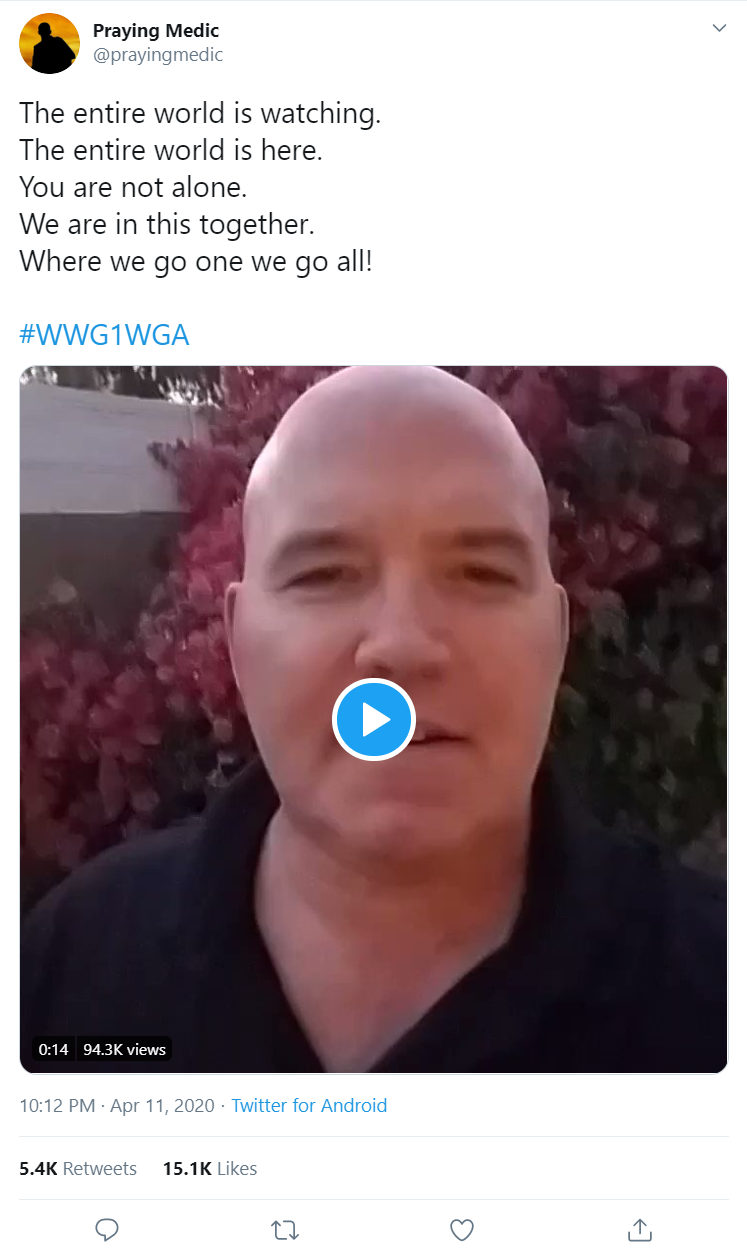 Praying Medic
@prayingmedic
The entire world is watching.
The entire world is here.
You are not alone.
We are in this together.
Where we go one we go all!
#WWG1WGA
0:14 94.3K views
10:12 PM · Apr 11, 2020 · Twitter for Android
5.4K Retweets 15.1K Likes